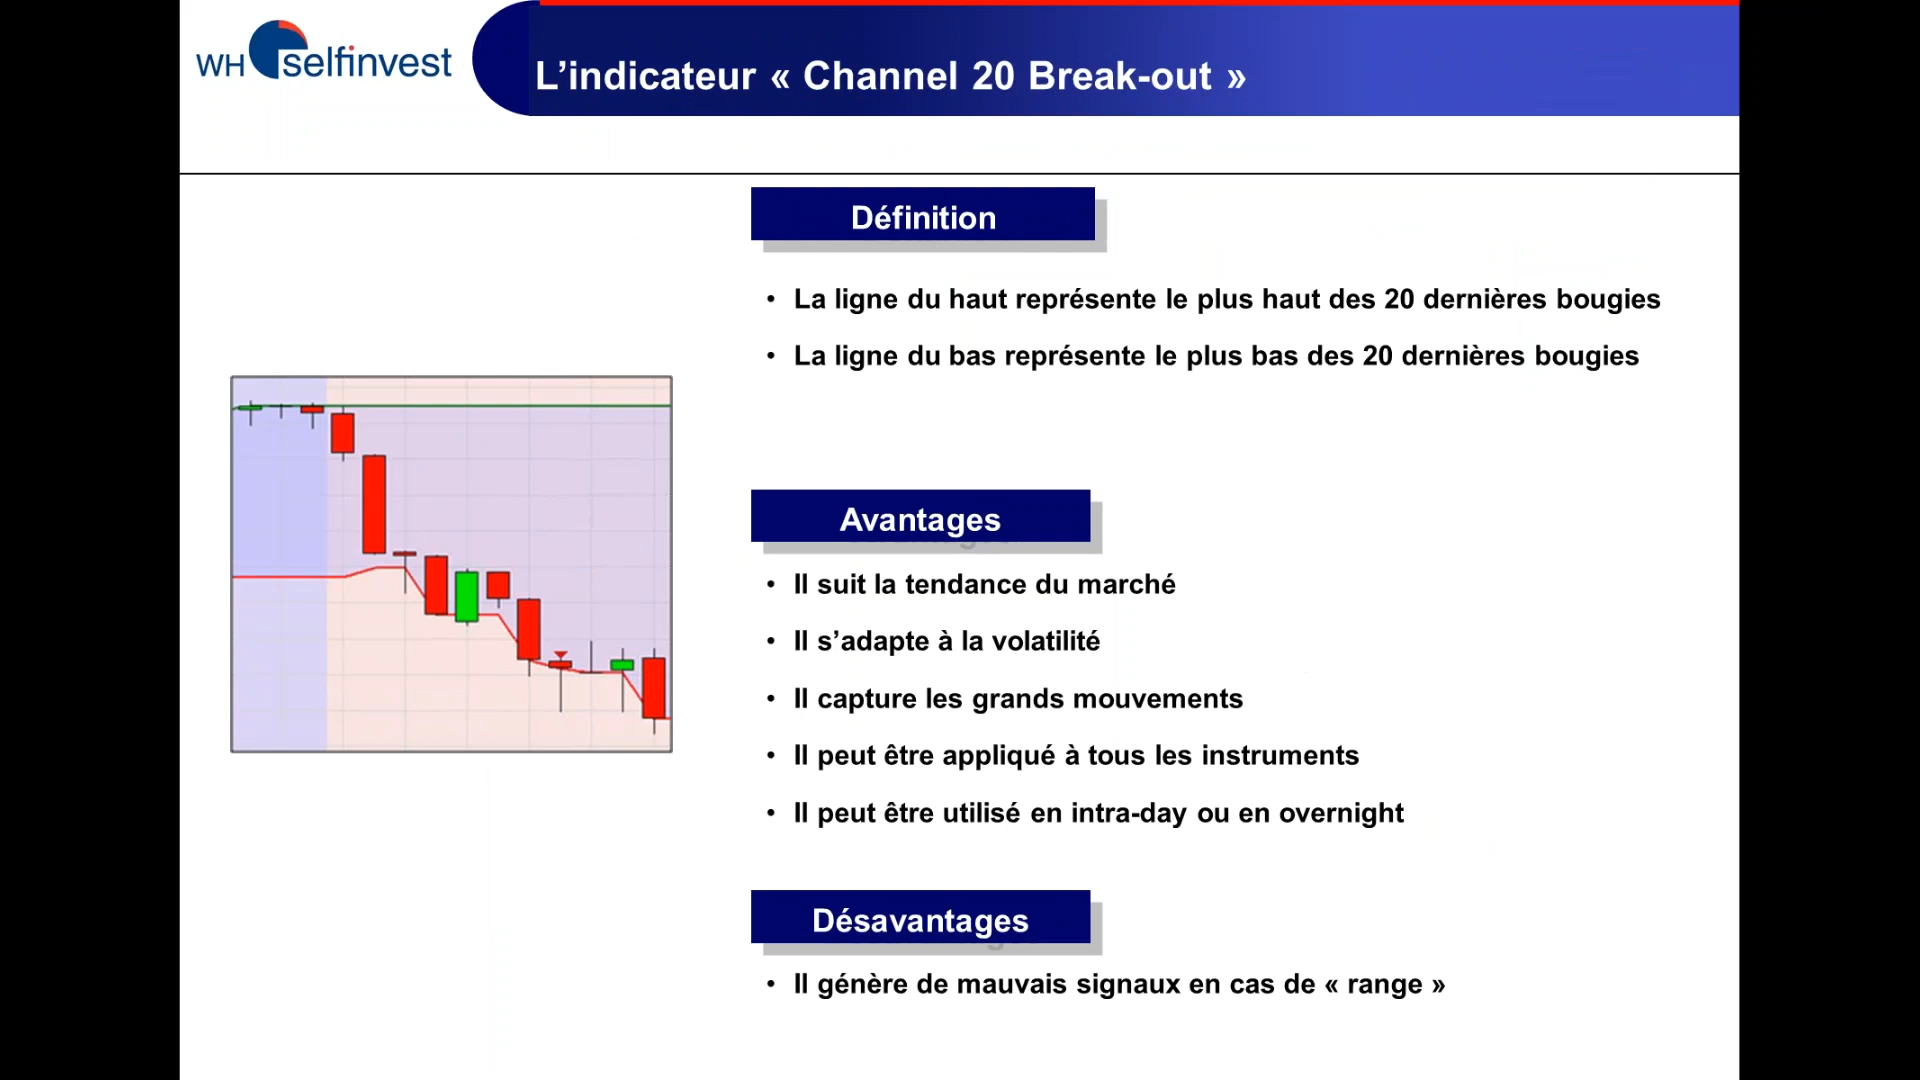 WH selfinvest
L’indicateur « Channel 20 Break-out »
Définition
• La ligne du haut représente le plus haut des 20 dernières bougies
• La ligne du bas représente le plus bas des 20 dernières bougies
Avantages
• Il suit la tendance du marché
• Il s’adapte à la volatilité
• Il capture les grands mouvements
• Il peut être appliqué à tous les instruments
• Il peut être utilisé en intra-day ou en overnight
Désavantages
• Il génère de mauvais signaux en cas de « range »